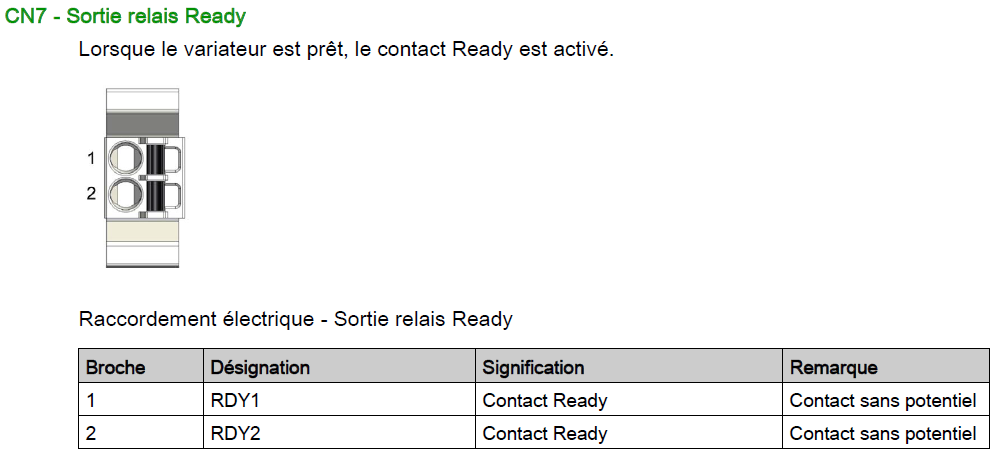 CN7 - Sortie relais Ready
Lorsque le variateur est prêt, le contact Ready est activé.
1
2
Raccordement électrique - Sortie relais Ready
Broche Désignation Signification Remarque
1 RDY1 Contact Ready Contact sans potentiel
2 RDY2 Contact Ready Contact sans potentiel